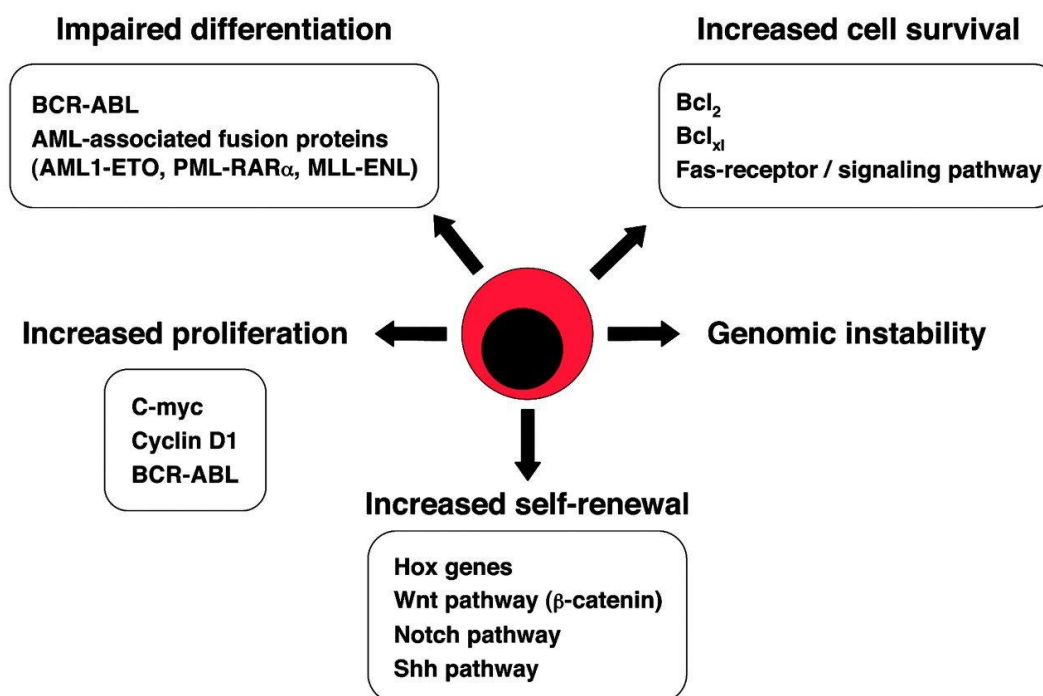 Impaired differentiation
BCR-ABL
AML-associated fusion proteins
(AML1-ETO, PML-RARα, MLL-ENL)
Increased cell survival
Bcl₂
Bclₓₗ
Fas-receptor / signaling pathway
Increased proliferation
C-myc
Cyclin D1
BCR-ABL
Genomic instability
Increased self-renewal
Hox genes
Wnt pathway (β-catenin)
Notch pathway
Shh pathway